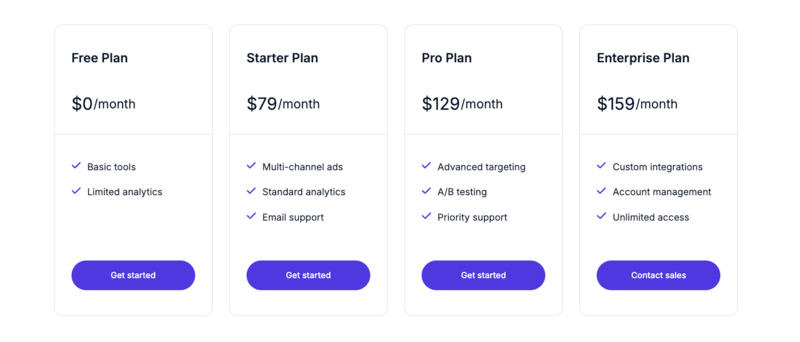 Free Plan
$0/month
Basic tools
Limited analytics
Get started
Starter Plan
$79/month
Multi-channel ads
Standard analytics
Email support
Get started
Pro Plan
$129/month
Advanced targeting
A/B testing
Priority support
Get started
Enterprise Plan
$159/month
Custom integrations
Account management
Unlimited access
Contact sales